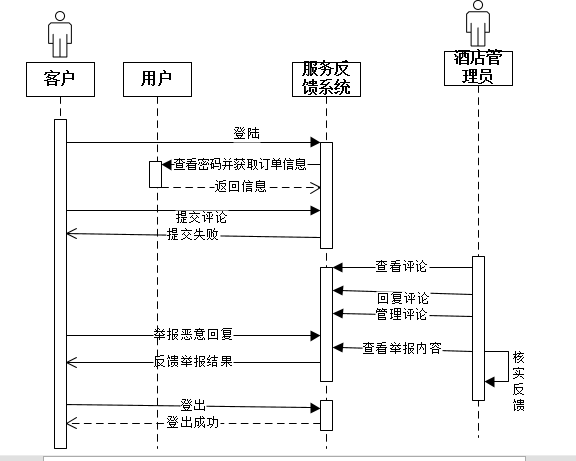 客户
用户
服务反
馈系统
酒店管
理员
登陆
查看密码并获取订单信息
返回信息
提交评论
提交失败
查看评论
回复评论
管理评论
举报恶意回复
查看举报内容
反馈举报结果
核
实
反
馈
登出
登出成功